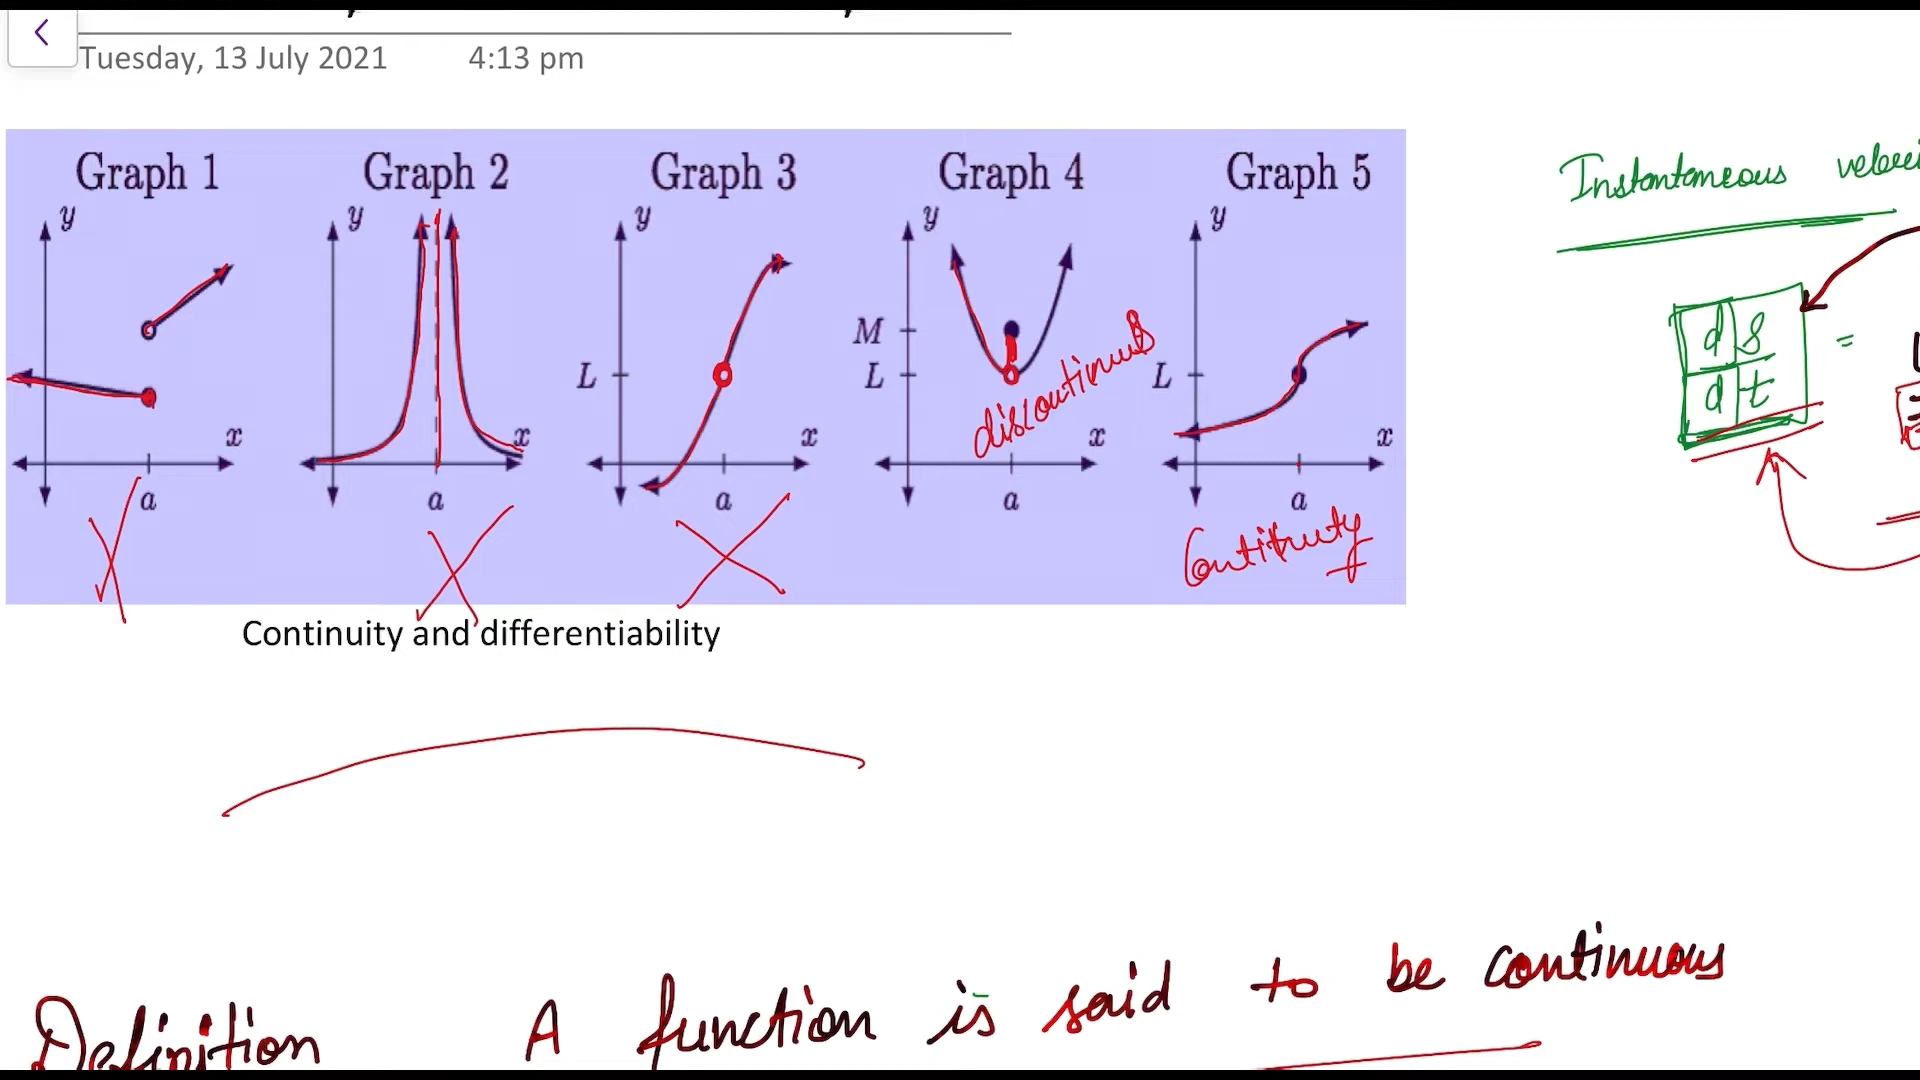 Tuesday, 13 July 2021 4:13 pm
Graph 1 Graph 2 Graph 3 Graph 4 Graph 5
y y y y y
M
L L L
x x x x x
a a a a a
discontinuous
Contituuty
Continuity and differentiability
Instantaneous
ds
dt
=
Definition A function is said to be continuous